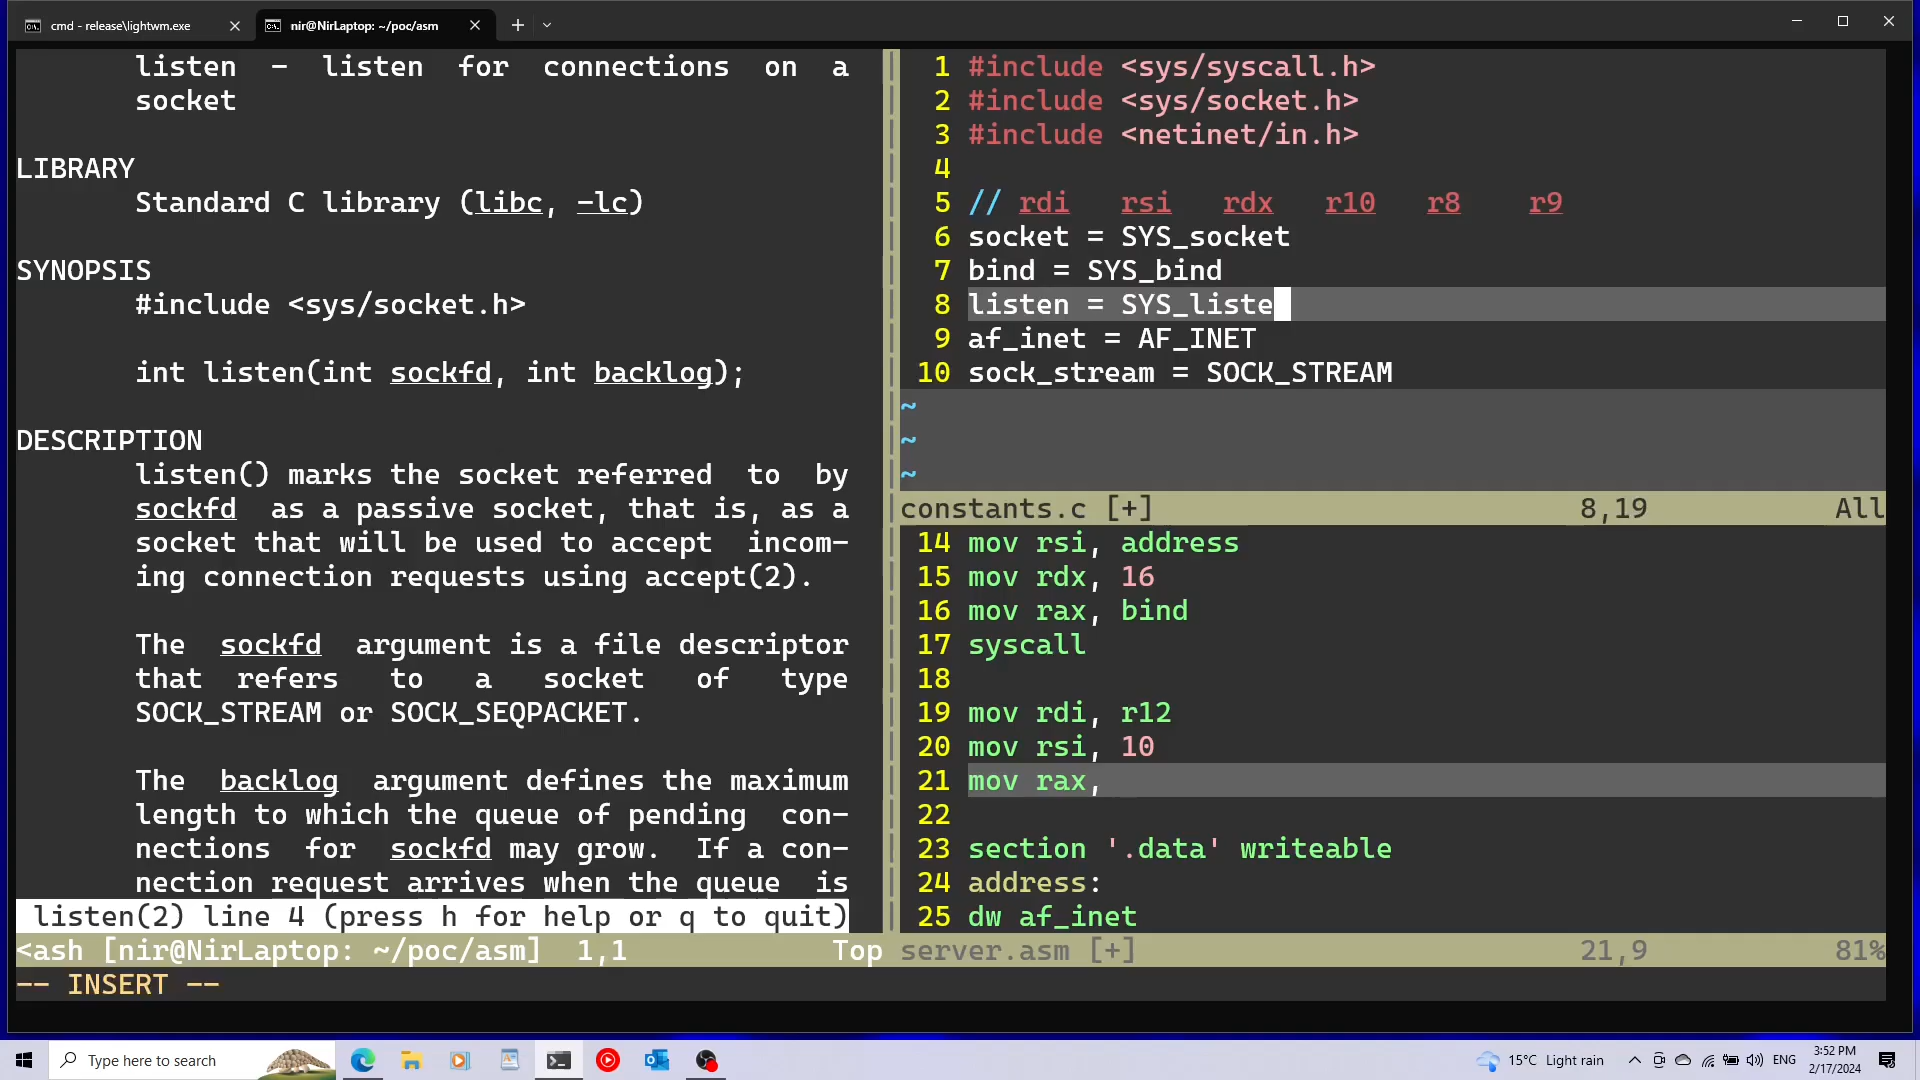 cmd - release\lightwm.exe
nir@NirLaptop: ~/poc/asm
listen - listen for connections on a
socket
LIBRARY
Standard C library (libc, -lc)
SYNOPSIS
#include <sys/socket.h>
int listen(int sockfd, int backlog);
DESCRIPTION
listen() marks the socket referred to by
sockfd as a passive socket, that is, as a
socket that will be used to accept incom-
ing connection requests using accept(2).
The sockfd argument is a file descriptor
that refers to a socket of type
SOCK_STREAM or SOCK_SEQPACKET.
The backlog argument defines the maximum
length to which the queue of pending con-
nections for sockfd may grow. If a con-
nection request arrives when the queue is
listen(2) line 4 (press h for help or q to quit)
<ash [nir@NirLaptop: ~/poc/asm] 1,1 Top
-- INSERT --
1 #include <sys/syscall.h>
2 #include <sys/socket.h>
3 #include <netinet/in.h>
4
5 // rdi rsi rdx r10 r8 r9
6 socket = SYS_socket
7 bind = SYS_bind
8 listen = SYS_liste
9 af_inet = AF_INET
10 sock_stream = SOCK_STREAM
~
~
~
constants.c [+] 8,19 All
14 mov rsi, address
15 mov rdx, 16
16 mov rax, bind
17 syscall
18
19 mov rdi, r12
20 mov rsi, 10
21 mov rax,
22
23 section '.data' writeable
24 address:
25 dw af_inet
server.asm [+] 21,9 81%
Type here to search
15°C Light rain
ENG
3:52 PM
2/17/2024